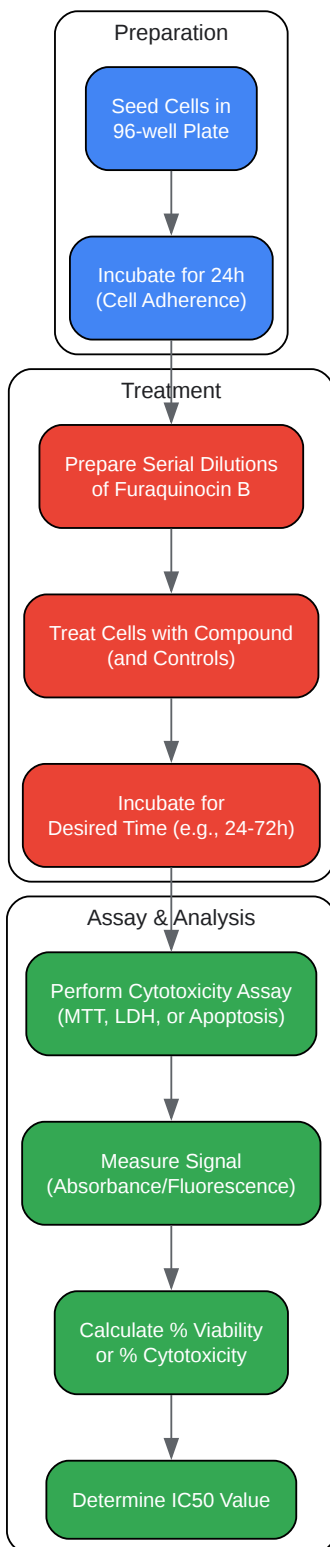 Preparation
Seed Cells in
96-well Plate
Incubate for 24h
(Cell Adherence)
Treatment
Prepare Serial Dilutions
of Furaquinocin B
Treat Cells with Compound
(and Controls)
Incubate for
Desired Time (e.g., 24-72h)
Assay & Analysis
Perform Cytotoxicity Assay
(MTT, LDH, or Apoptosis)
Measure Signal
(Absorbance/Fluorescence)
Calculate % Viability
or % Cytotoxicity
Determine IC50 Value